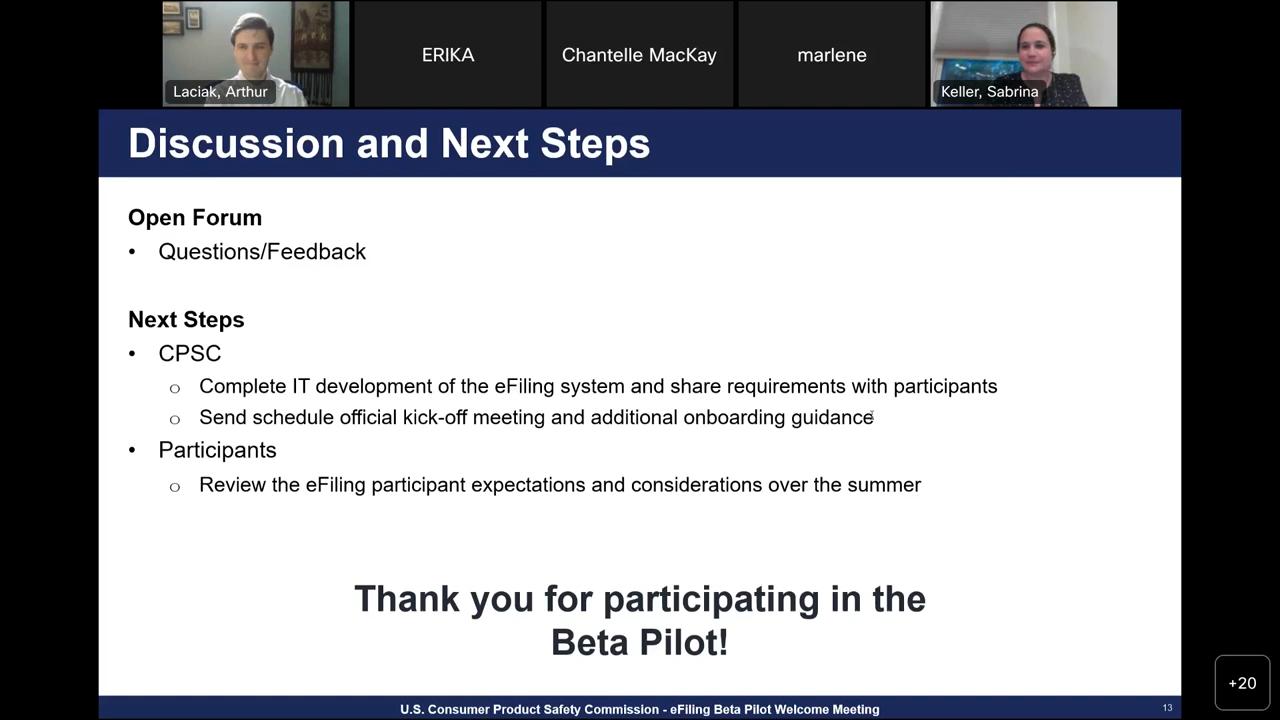 ERIKA
Chantelle MacKay
marlene
Laciak, Arthur
Keller, Sabrina
Discussion and Next Steps
Open Forum
• Questions/Feedback
Next Steps
• CPSC
o Complete IT development of the eFiling system and share requirements with participants
o Send schedule official kick-off meeting and additional onboarding guidance
• Participants
o Review the eFiling participant expectations and considerations over the summer
Thank you for participating in the
Beta Pilot!
U.S. Consumer Product Safety Commission - eFiling Beta Pilot Welcome Meeting
13
+20